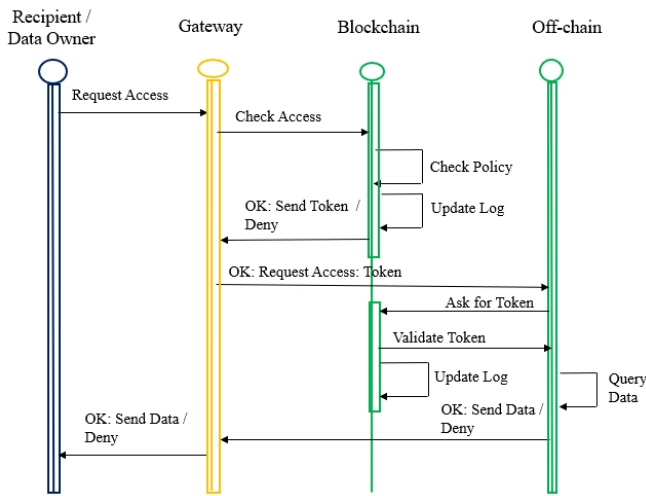 Recipient /
Data Owner
Gateway
Blockchain
Off-chain
Request Access
Check Access
Check Policy
OK: Send Token /
Deny
Update Log
OK: Request Access: Token
Ask for Token
Validate Token
Update Log
Query
Data
OK: Send Data /
Deny
OK: Send Data /
Deny